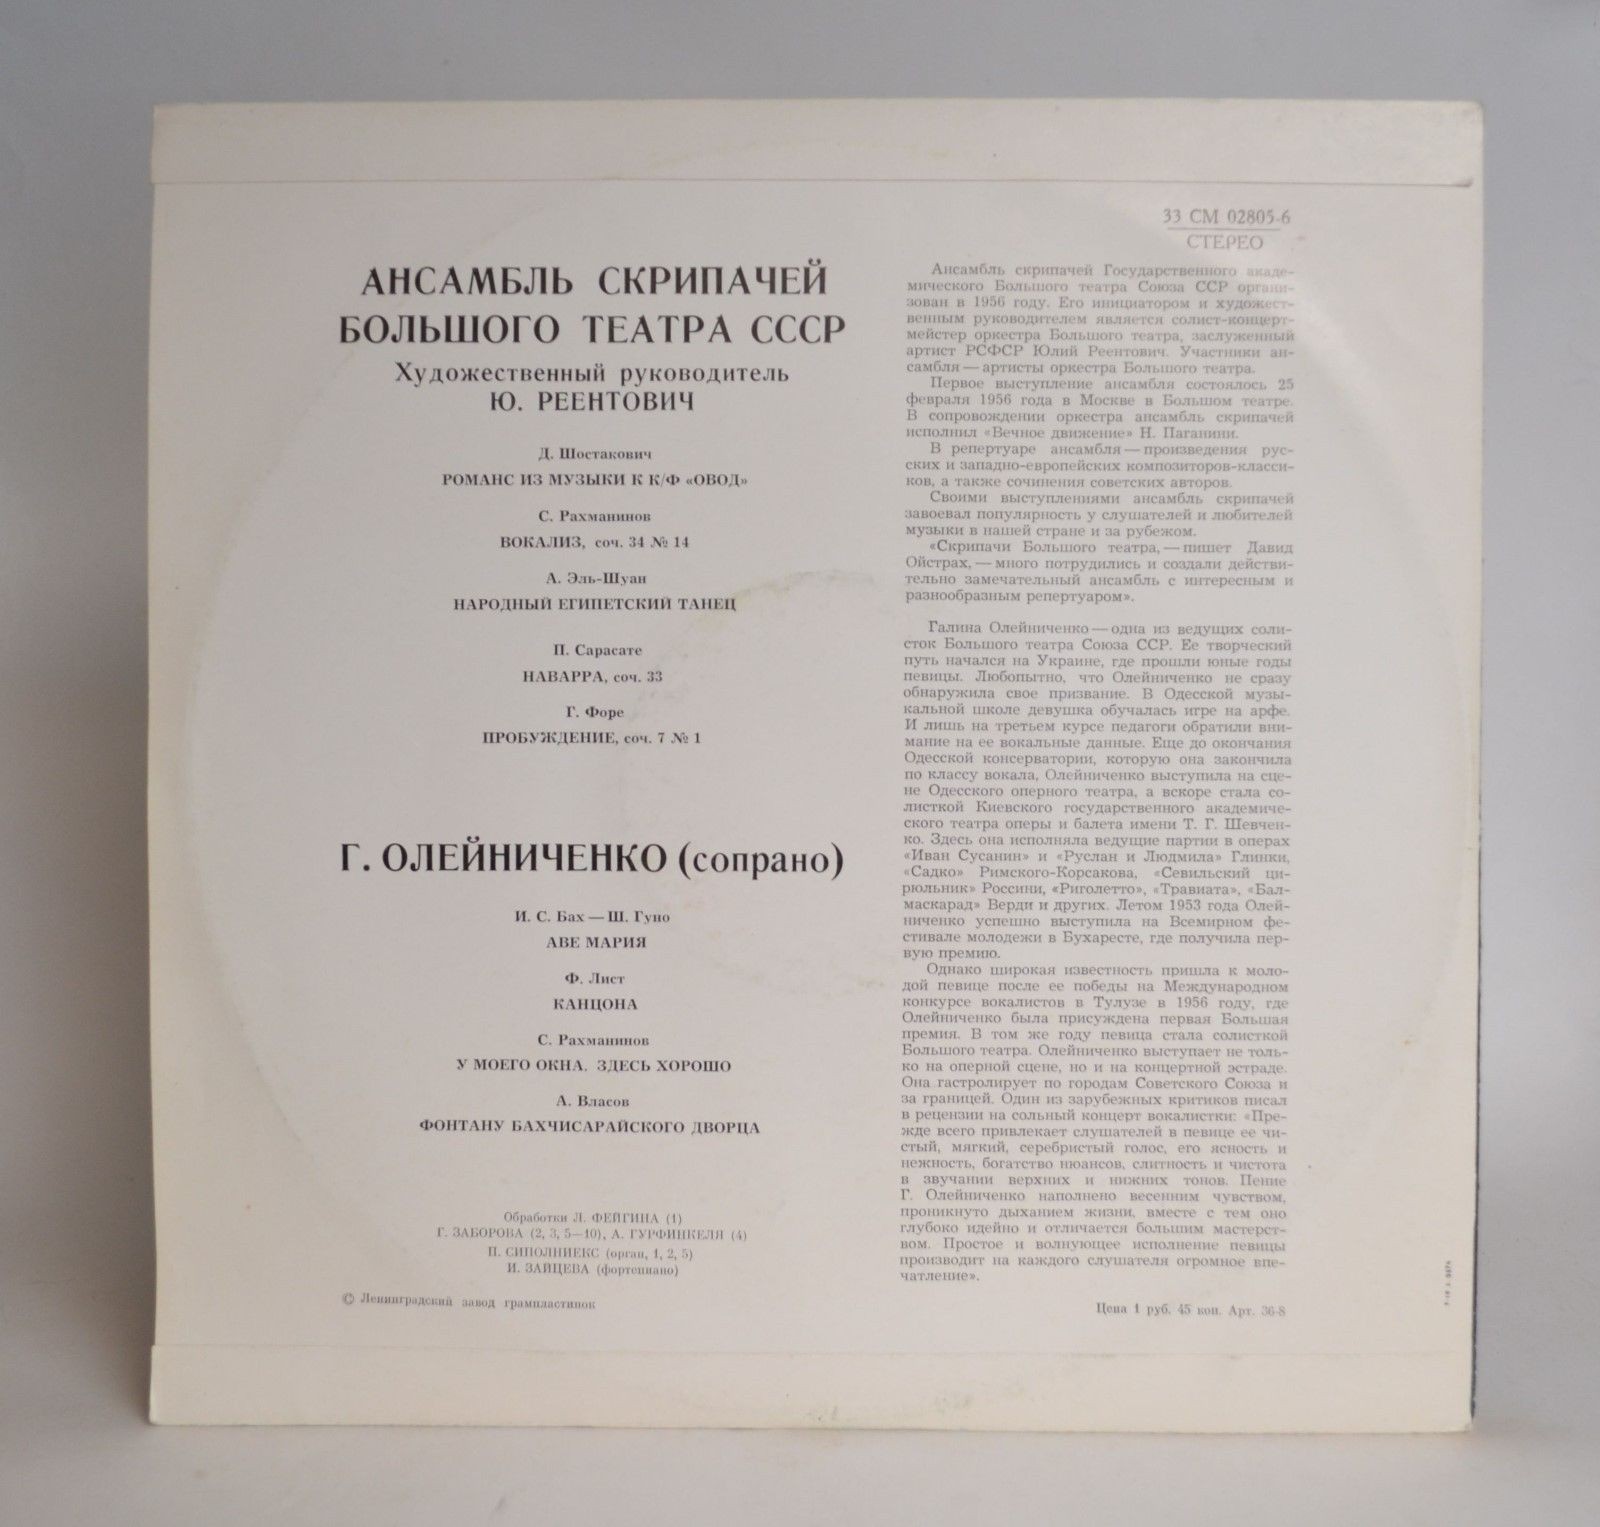 33 СМ 02805-6
СТЕРЕО
АНСАМБЛЬ СКРИПАЧЕЙ
БОЛЬШОГО ТЕАТРА СССР
Художественный руководитель
Ю. РЕЕНТОВИЧ
Д. Шостакович
РОМАНС ИЗ МУЗЫКИ К К/Ф «ОВОД»
С. Рахманинов
ВОКАЛИЗ, соч. 34 № 14
А. Эль-Шуан
НАРОДНЫЙ ЕГИПЕТСКИЙ ТАНЕЦ
П. Сарасате
НАВАРРА, соч. 33
Г. Форе
ПРОБУЖДЕНИЕ, соч. 7 № 1
Г. ОЛЕЙНИЧЕНКО (сопрано)
И. С. Бах — Ш. Гуно
АВЕ МАРИЯ
Ф. Лист
КАНЦОНА
С. Рахманинов
У МОЕГО ОКНА. ЗДЕСЬ ХОРОШО
А. Власов
ФОНТАНУ БАХЧИСАРАЙСКОГО ДВОРЦА
Обработки Л. ФЕЙГИНА (1)
Г. ЗАБОРОВА (2, 3, 5—10), А. ГУРФИНКЕЛЯ (4)
П. СИПОЛНИЕКС (орган, 1, 2, 5)
И. ЗАЙЦЕВА (фортепиано)
© Ленинградский завод грампластинок
Ансамбль скрипачей Государственного акаде-
мического Большого театра Союза ССР органи-
зован в 1956 году. Его инициатором и художест-
венным руководителем является солист-концерт-
мейстер оркестра Большого театра, заслуженный
артист РСФСР Юлий Реентович. Участники ан-
самбля — артисты оркестра Большого театра.
Первое выступление ансамбля состоялось 25
февраля 1956 года в Москве в Большом театре.
В сопровождении оркестра ансамбль скрипачей
исполнил «Вечное движение» Н. Паганини.
В репертуаре ансамбля — произведения рус-
ских и западно-европейских композиторов-класси-
ков, а также сочинения советских авторов.
Своими выступлениями ансамбль скрипачей
завоевал популярность у слушателей и любителей
музыки в нашей стране и за рубежом.
«Скрипачи Большого театра, — пишет Давид
Ойстрах, — много потрудились и создали действи-
тельно замечательный ансамбль с интересным и
разнообразным репертуаром».
Галина Олейниченко — одна из ведущих соли-
сток Большого театра Союза ССР. Ее творческий
путь начался на Украине, где прошли юные годы
певицы. Любопытно, что Олейниченко не сразу
обнаружила свое призвание. В Одесской музы-
кальной школе девушка обучалась игре на арфе.
И лишь на третьем курсе педагоги обратили вни-
мание на ее вокальные данные. Еще до окончания
Одесской консерватории, которую она закончила
по классу вокала, Олейниченко выступила на сце-
не Одесского оперного театра, а вскоре стала со-
листкой Киевского государственного академиче-
ского театра оперы и балета имени Т. Г. Шевчен-
ко. Здесь она исполняла ведущие партии в операх
«Иван Сусанин» и «Руслан и Людмила» Глинки,
«Садко» Римского-Корсакова, «Севильский ци-
рюльник» Россини, «Риголетто», «Травиата», «Бал-
маскарад» Верди и других. Летом 1953 года Олей-
ниченко успешно выступила на Всемирном фе-
стивале молодежи в Бухаресте, где получила пер-
вую премию.
Однако широкая известность пришла к моло-
дой певице после ее победы на Международном
конкурсе вокалистов в Тулузе в 1956 году, где
Олейниченко была присуждена первая Большая
премия. В том же году певица стала солисткой
Большого театра. Олейниченко выступает не толь-
ко на оперной сцене, но и на концертной эстраде.
Она гастролирует по городам Советского Союза и
за границей. Один из зарубежных критиков писал
в рецензии на сольный концерт вокалистки: «Пре-
жде всего привлекает слушателей в певице ее чи-
стый, мягкий, серебристый голос, его ясность и
нежность, богатство нюансов, слитность и чистота
в звучании верхних и нижних тонов. Пение
Г. Олейниченко наполнено весенним чувством,
проникнуто дыханием жизни, вместе с тем оно
глубоко идейно и отличается большим мастерст-
вом. Простое и волнующее исполнение певицы
производит на каждого слушателя огромное впе-
чатление».
Цена 1 руб. 45 коп. Арт. 36-8